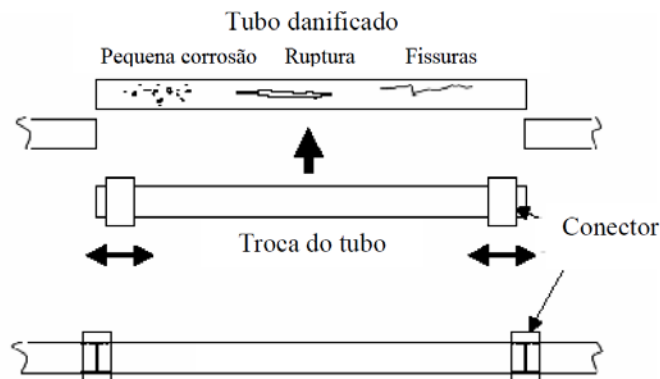 Tubo danificado
Pequena corrosão Ruptura Fissuras
Conector
Troca do tubo